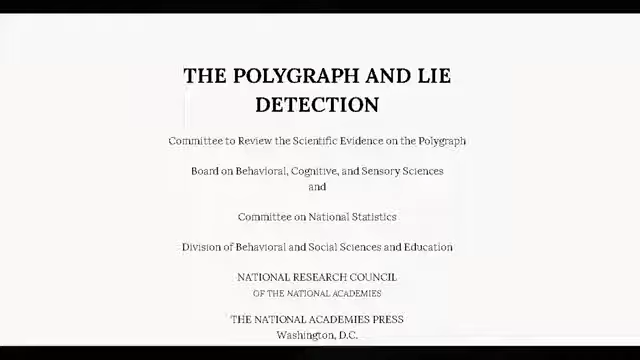 THE POLYGRAPH AND LIE
DETECTION
Committee to Review the Scientific Evidence on the Polygraph
Board on Behavioral, Cognitive, and Sensory Sciences
and
Committee on National Statistics
Division of Behavioral and Social Sciences and Education
NATIONAL RESEARCH COUNCIL
OF THE NATIONAL ACADEMIES
THE NATIONAL ACADEMIES PRESS
Washington, D.C.